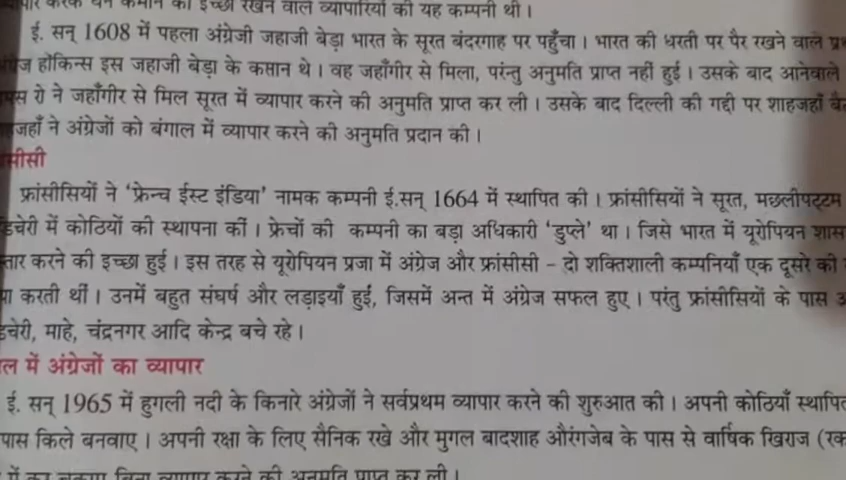 करके धन कमाने की इच्छा रखने वाले व्यापारियों की यह कम्पनी थी।
ई. सन् 1608 में पहला अंग्रेजी जहाजी बेड़ा भारत के सूरत बंदरगाह पर पहुँचा। भारत की धरती पर पैर रखने वाले
होकिन्स इस जहाजी बेड़ा के कप्तान थे। वह जहाँगीर से मिला, परंन्तु अनुमति प्राप्त नहीं हुई। उसके बाद आनेवाले
रो ने जहाँगीर से मिल सूरत में व्यापार करने की अनुमति प्राप्त कर ली। उसके बाद दिल्ली की गद्दी पर शाहजहाँ
ने अंग्रेजों को बंगाल में व्यापार करने की अनुमति प्रदान की।
सीसी
फ्रांसीसियों ने ‘फ्रेन्च ईस्ट इंडिया’ नामक कम्पनी ई.सन् 1664 में स्थापित की। फ्रांसीसियों ने सूरत, मछलीपट्टम
में कोठियों की स्थापना कीं। फ्रेचों की कम्पनी का बड़ा अधिकारी ‘डुप्ले’ था। जिसे भारत में यूरोपियन
करने की इच्छा हुई। इस तरह से यूरोपियन प्रजा में अंग्रेज और फ्रांसीसी – दो शक्तिशाली कम्पनियाँ एक दूसरे की
करती थीं। उनमें बहुत संघर्ष और लड़ाइयाँ हुईं, जिसमें अन्त में अंग्रेज सफल हुए। परंतु फ्रांसीसियों के पास
माहे, चंद्रनगर आदि केन्द्र बचे रहे।
में अंग्रेजों का व्यापार
ई. सन् 1965 में हुगली नदी के किनारे अंग्रेजों ने सर्वप्रथम व्यापार करने की शुरुआत की। अपनी कोठियाँ
पास किले बनवाए। अपनी रक्षा के लिए सैनिक रखे और मुगल बादशाह औरंगजेब के पास से वार्षिक खिराज
कर चुकाए बिना व्यापार करने की अनुमति प्राप्त कर ली।